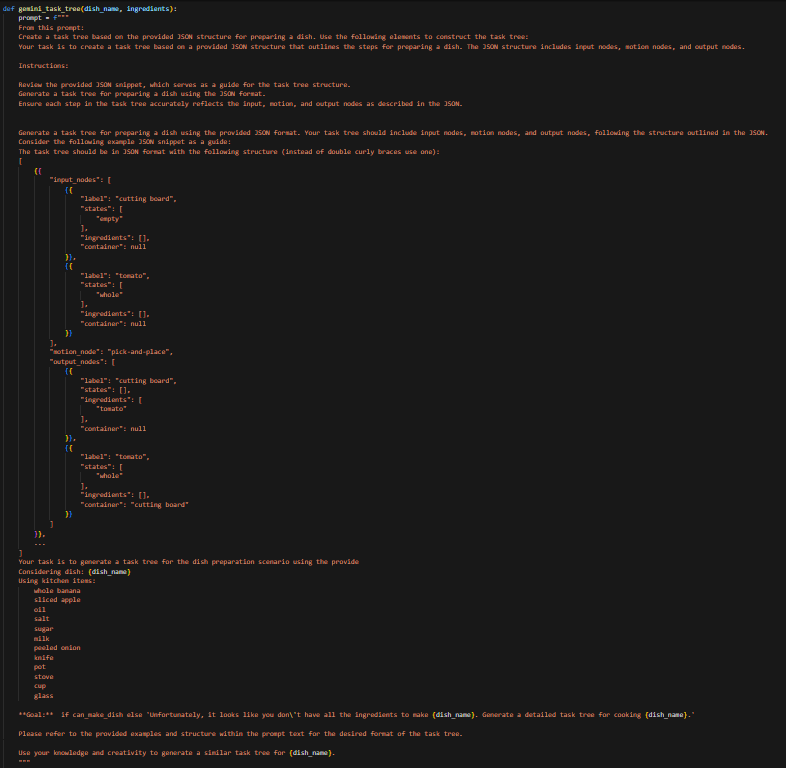 def gemini_task_tree(dish_name, ingredients):
prompt = f"""
From this prompt:
Create a task tree based on the provided JSON structure for preparing a dish. Use the following elements to construct the task tree:
Your task is to create a task tree based on a provided JSON structure that outlines the steps for preparing a dish. The JSON structure includes input nodes, motion nodes, and output nodes.
Instructions:
Review the provided JSON snippet, which serves as a guide for the task tree structure.
Generate a task tree for preparing a dish using the JSON format.
Ensure each step in the task tree accurately reflects the input, motion, and output nodes as described in the JSON.
Generate a task tree for preparing a dish using the provided JSON format. Your task tree should include input nodes, motion nodes, and output nodes, following the structure outlined in the JSON.
Consider the following example JSON snippet as a guide:
The task tree should be in JSON format with the following structure (instead of double curly braces use one):
[
{{
"input_nodes": [
{{
"label": "cutting board",
"states": [
"empty"
],
"ingredients": [],
"container": null
}},
{{
"label": "tomato",
"states": [
"whole"
],
"ingredients": [],
"container": null
}}
],
"motion_node": "pick-and-place",
"output_nodes": [
{{
"label": "cutting board",
"states": [],
"ingredients": [
"tomato"
],
"container": null
}},
{{
"label": "tomato",
"states": [
"whole"
],
"ingredients": [],
"container": "cutting board"
}}
]
}},
...
]
Your task is to generate a task tree for the dish preparation scenario using the provide
Considering dish: {dish_name}
Using kitchen items:
whole banana
sliced apple
oil
salt
sugar
milk
peeled onion
knife
pot
stove
cup
glass
**Goal:** if can_make_dish else 'Unfortunately, it looks like you don\'t have all the ingredients to make {dish_name}. Generate a detailed task tree for cooking {dish_name}.'
Please refer to the provided examples and structure within the prompt text for the desired format of the task tree.
Use your knowledge and creativity to generate a similar task tree for {dish_name}.
"""